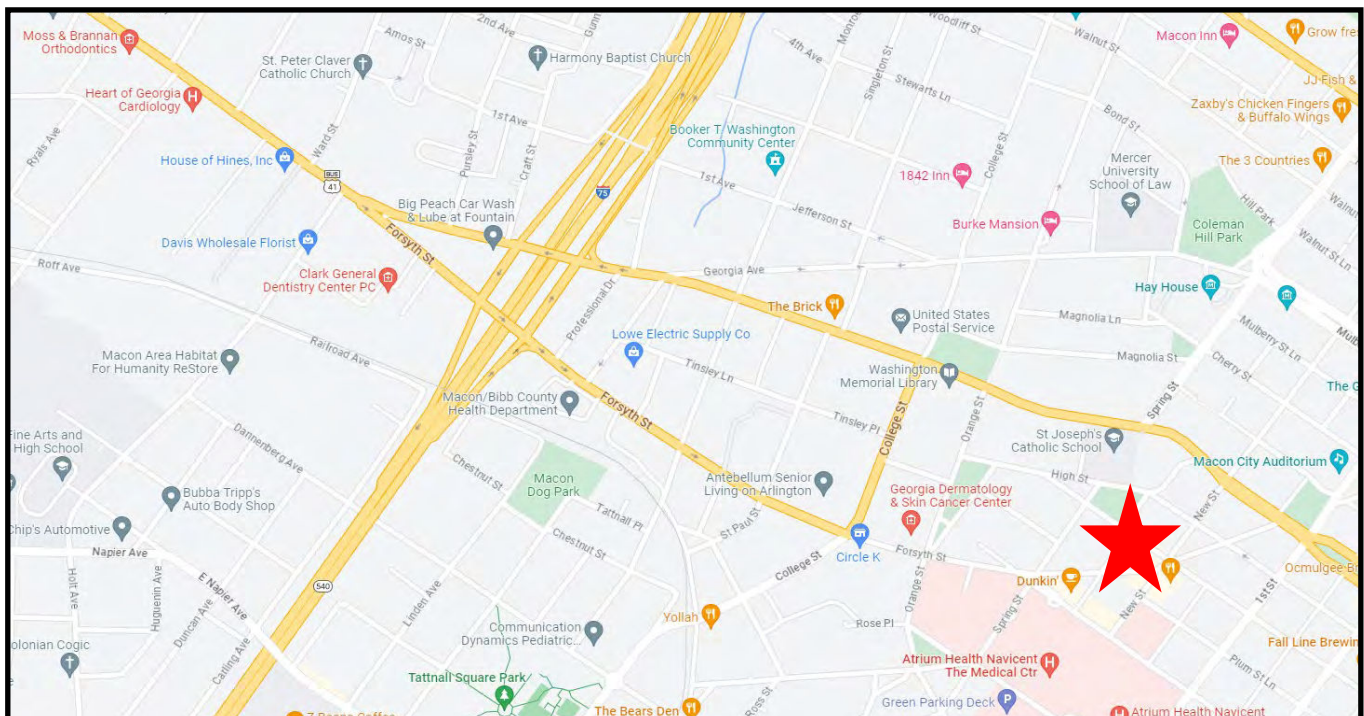 Moss & Brannan
Orthodontics
Amos St
2nd Ave
St. Peter Claver
Catholic Church
Harmony Baptist Church
4th Ave
Singleton St
Stewarts Ln
Woodliff St
Walnut St
Macon Inn
Grow fre
JJ Fish &
Heart of Georgia
Cardiology
Ryals Ave
Ward St
1st Ave
Pursley St
Craft St
Booker T. Washington
Community Center
College St
Bond St
Zaxby's Chicken Fingers
& Buffalo Wings
House of Hines, Inc
BUS
41
75
1st Ave
1842 Inn
Mercer
University
School of Law
The 3 Countries
Big Peach Car Wash
& Lube at Fountain
Jefferson St
Burke Mansion
Coleman
Hill Park
Hill Park
Walnut St Ln
Davis Wholesale Florist
Forsyth St
Roff Ave
Clark General
Dentistry Center PC
Georgia Ave
Professional Dr
Hay House
The Brick
United States
Postal Service
Magnolia Ln
Mulberry St Ln
Railroad Ave
Lowe Electric Supply Co
Macon Area Habitat
For Humanity ReStore
Tinsley Ln
Washington
Memorial Library
Magnolia St
Cherry St
The G
Macon/Bibb County
Health Department
Forsyth St
Tinsley Pl
College St
Orange St
Spring St
Fine Arts and
High School
Dannenberg Ave
St Joseph's
Catholic School
Macon City Auditorium
Chestnut St
Macon
Dog Park
Antebellum Senior
Living on Arlington
High St
Bubba Tripp's
Auto Body Shop
Georgia Dermatology
& Skin Cancer Center
New St
Tattnall Pl
St Paul St
Chip's Automotive
Napier Ave
Chestnut St
Circle K
Forsyth St
College St
Ocmulgee B
Dunkin'
Holt Ave
Huguenin Ave
E Napier Ave
540
Linden Ave
Orange St
Spring St
New St
1st St
Duncan Ave
Yollah
Rose Pl
Communication
Dynamics Pediatric...
Fall Line Brewin
olonian Cogic
Carling Ave
Atrium Health Navicent
The Medical Ctr
Plum St Ln
Tattnall Square Park
Ross St
Green Parking Deck
The Bears Den
Atrium Health Navicent